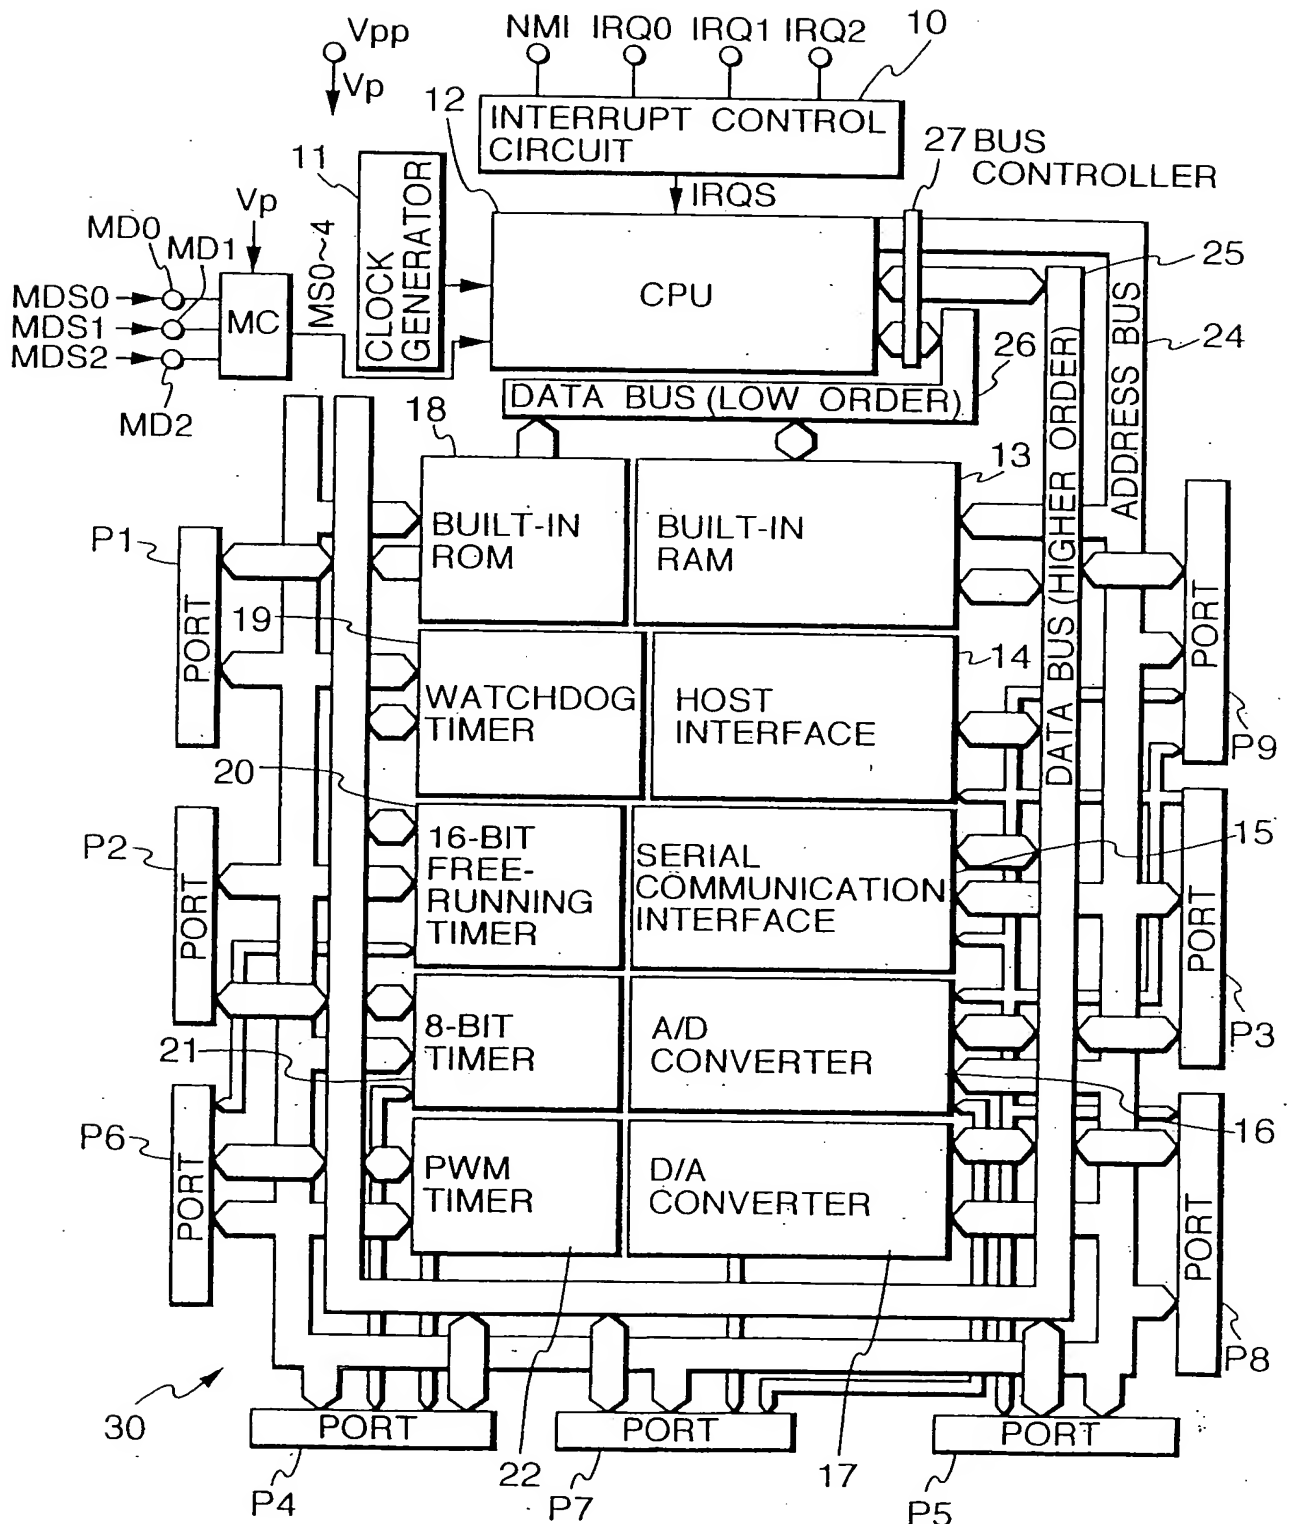 Vpp
Vp
NMI IRQ0 IRQ1 IRQ2
10
12
INTERRUPT CONTROL
CIRCUIT
27 BUS
CONTROLLER
11
IRQS
CLOCK
GENERATOR
CPU
Vp
MS0~4
MD0
MD1
MDS0
MDS1
MDS2
MC
MD2
25
24
26
ADDRESS BUS
DATA BUS (HIGHER ORDER)
DATA BUS (LOW ORDER)
18
13
BUILT-IN
ROM
BUILT-IN
RAM
P1
PORT
PORT
P9
19
14
WATCHDOG
TIMER
HOST
INTERFACE
20
15
P2
PORT
16-BIT
FREE-
RUNNING
TIMER
SERIAL
COMMUNICATION
INTERFACE
PORT
P3
21
8-BIT
TIMER
A/D
CONVERTER
16
P6
PORT
PWM
TIMER
D/A
CONVERTER
PORT
P8
30
PORT
PORT
PORT
P4
22
P7
17
P5